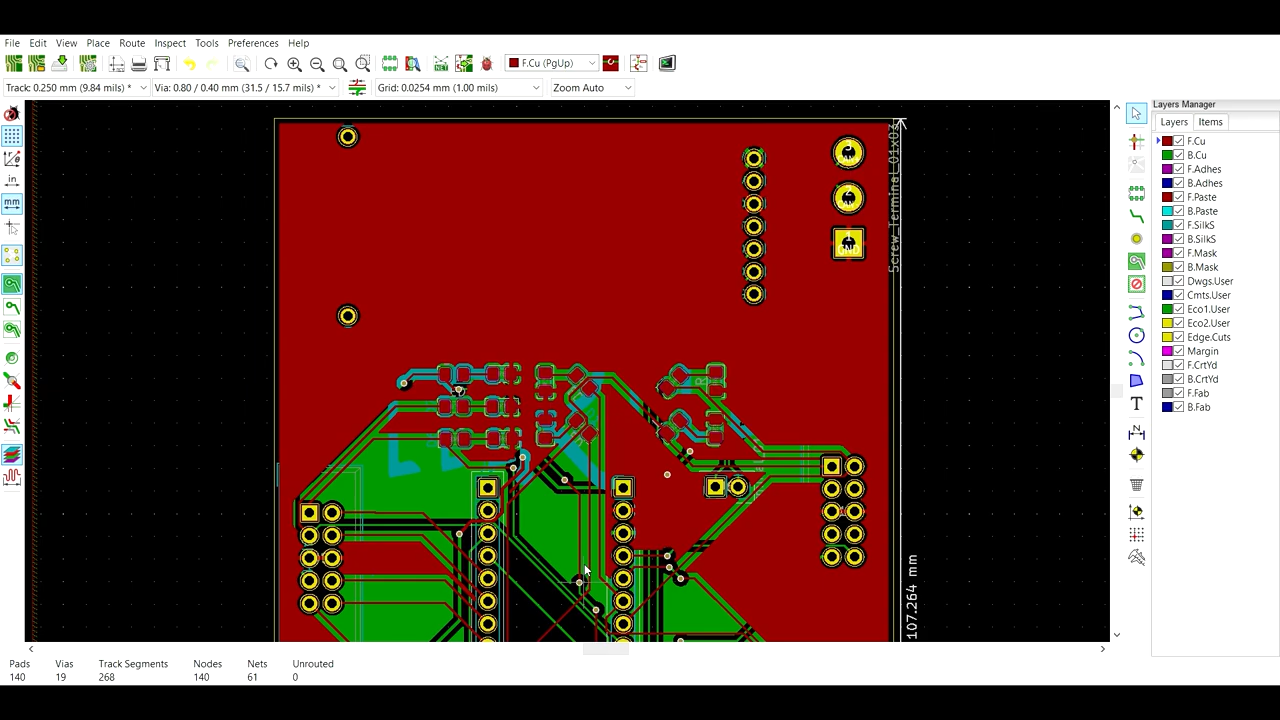 File Edit View Place Route Inspect Tools Preferences Help
F.Cu (PgUp)
Track: 0.250 mm (9.84 mils) * Via: 0.80 / 0.40 mm (31.5 / 15.7 mils) * Grid: 0.0254 mm (1.00 mils) Zoom Auto
Layers Manager
Layers Items
F.Cu
B.Cu
F.Adhes
B.Adhes
F.Paste
B.Paste
F.SilkS
B.SilkS
F.Mask
B.Mask
Dwgs.User
Cmts.User
Eco1.User
Eco2.User
Edge.Cuts
Margin
F.CrtYd
B.CrtYd
F.Fab
B.Fab
in
mm
T
N
NET
Screw_Terminal_01x03
GND
107.264 mm
Pads Vias Track Segments Nodes Nets Unrouted
140 19 268 140 61 0